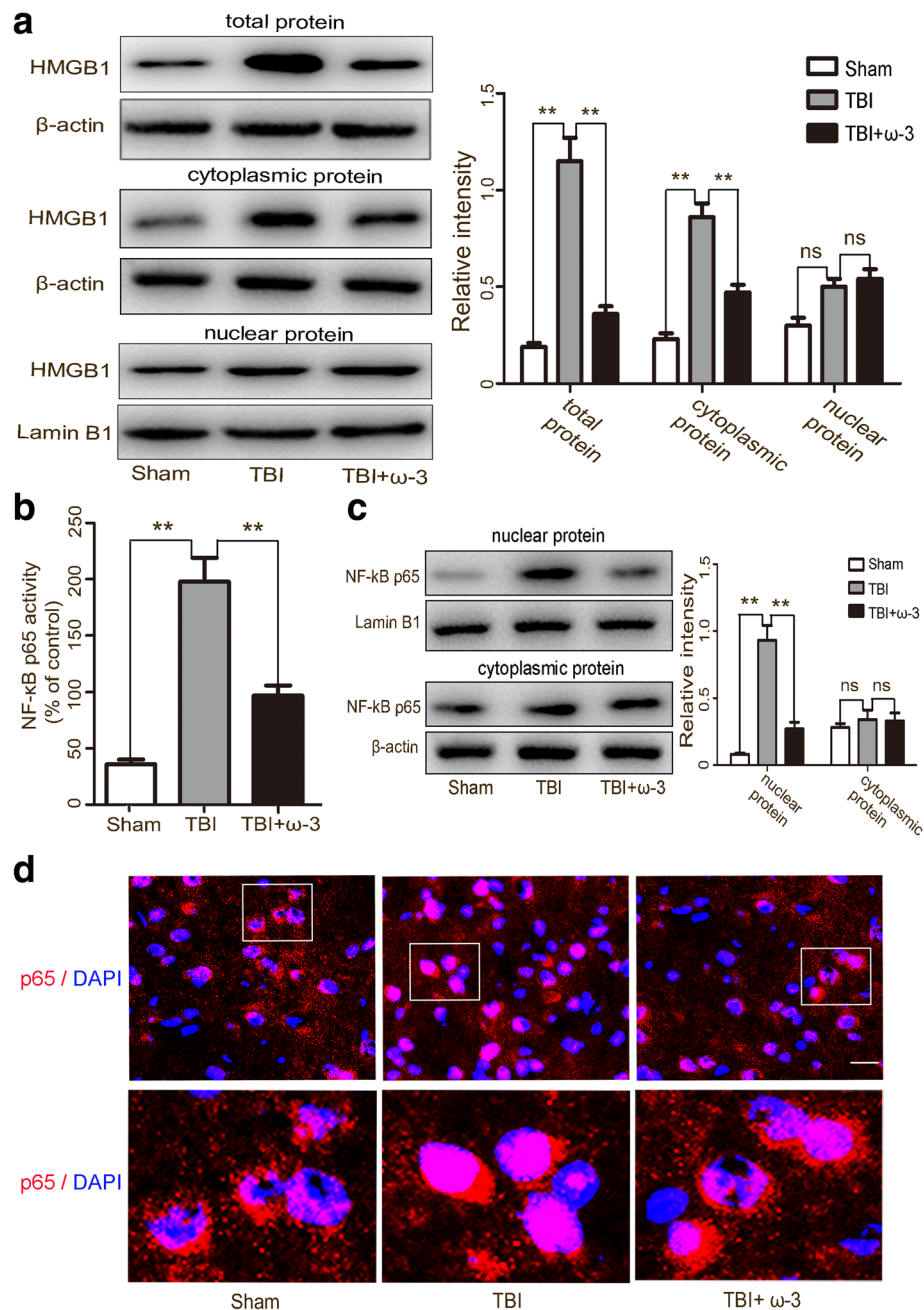 a
total protein
HMGB1
β-actin
cytoplasmic protein
HMGB1
β-actin
nuclear protein
HMGB1
Lamin B1
Sham TBI TBI+ω-3
Sham
TBI
TBI+ω-3
Relative intensity
1.5
1.0
0.5
0
** **
** **
ns ns
total
protein
cytoplasmic
protein
nuclear
protein
b
NF-kB p65 activity
(% of control)
250
200
150
100
50
0
** **
Sham TBI TBI+ω-3
c
nuclear protein
NF-kB p65
Lamin B1
cytoplasmic protein
NF-kB p65
β-actin
Sham TBI TBI+ω-3
Sham
TBI
TBI+ω-3
Relative intensity
1.5
1.0
0.5
0
** **
ns ns
nuclear
protein
cytoplasmic
protein
d
p65 / DAPI
p65 / DAPI
Sham TBI TBI+ ω-3